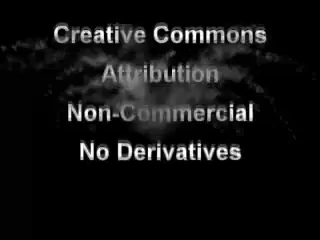 Creative Commons
Attribution
Non-Commercial
No Derivatives